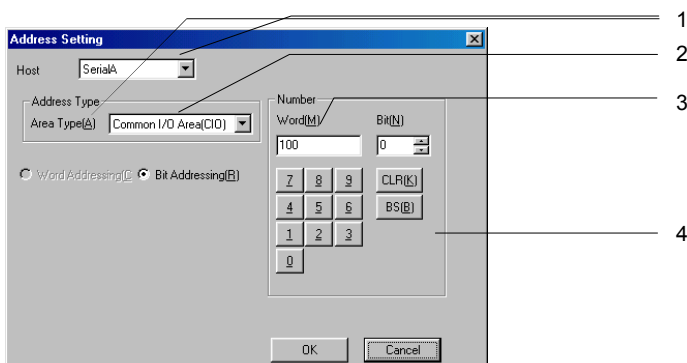 Address Setting
Host SerialA
Address Type
Area Type(A) Common I/O Area(CIO)
Word Addressing(C Bit Addressing(R)
Number
Word(M) Bit(N)
100 0
7 8 9 CLR(K)
4 5 6 BS(B)
1 2 3
0
OK Cancel
1
2
3
4